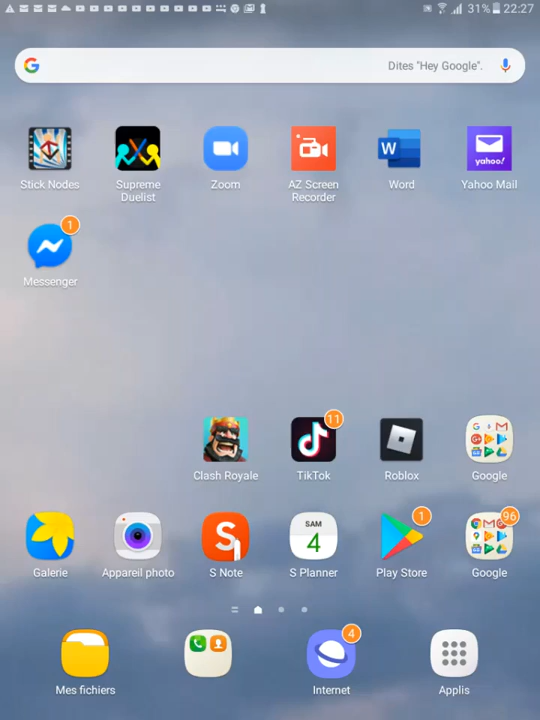 31% 22:27
Dites "Hey Google".
Stick Nodes
Supreme
Duelist
Zoom
AZ Screen
Recorder
W
Word
yahoo!
Yahoo Mail
1
Messenger
Clash Royale
11
TikTok
Roblox
Google
Galerie
Appareil photo
S
S Note
SAM
4
S Planner
1
Play Store
96
Google
Mes fichiers
4
Internet
Applis